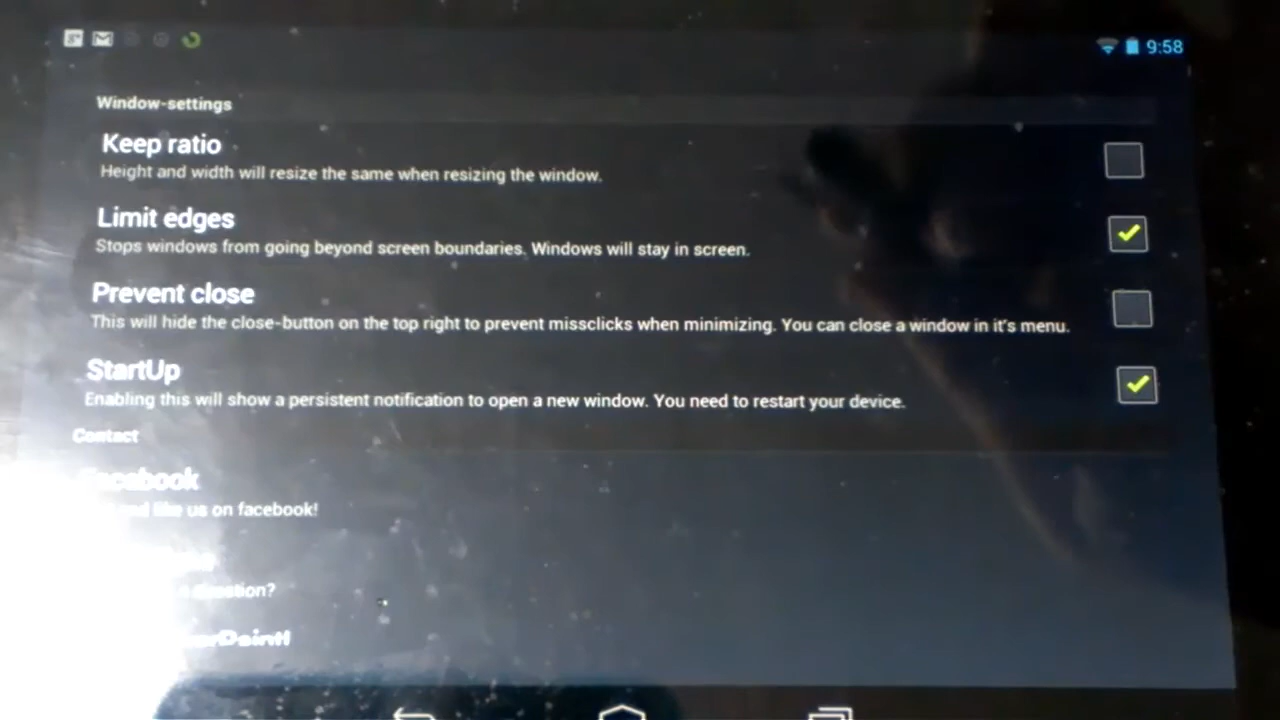 9:58
Window-settings
Keep ratio
Height and width will resize the same when resizing the window.
Limit edges
Stops windows from going beyond screen boundaries. Windows will stay in screen.
Prevent close
This will hide the close-button on the top right to prevent missclicks when minimizing. You can close a window in it's menu.
StartUp
Enabling this will show a persistent notification to open a new window. You need to restart your device.
Contact
Facebook
us on facebook!